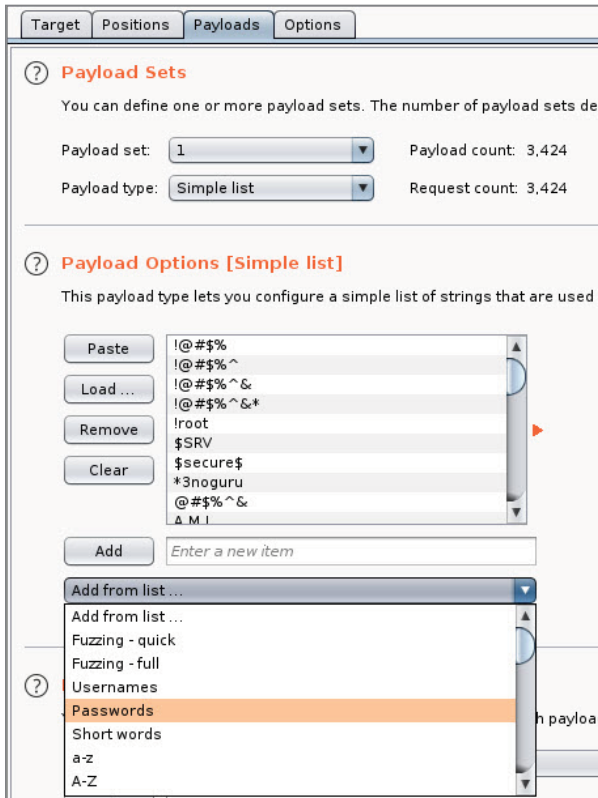 Target Positions Payloads Options
? Payload Sets
You can define one or more payload sets. The number of payload sets de
Payload set: 1 Payload count: 3,424
Payload type: Simple list Request count: 3,424
? Payload Options [Simple list]
This payload type lets you configure a simple list of strings that are used
Paste
Load ...
Remove
Clear
!@#$%
!@#$%^
!@#$%^&
!@#$%^&*
!root
$SRV
$secure$
*3noguru
@#$%^&
A.M.I
Add Enter a new item
Add from list ...
Add from list ...
Fuzzing - quick
Fuzzing - full
Usernames
?
Passwords
h payloa
Short words
a-z
A-Z